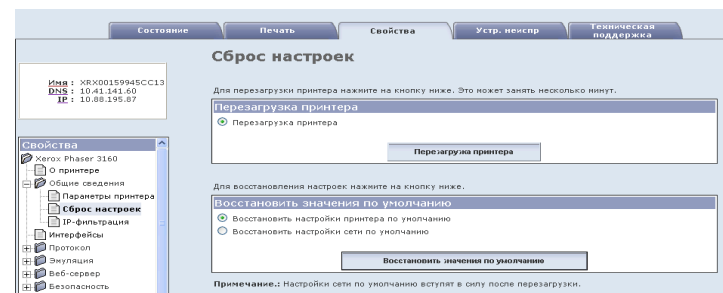 Состояние
Печать
Свойства
Устр. неиспр
Техническая поддержка
Имя : XRX00159945CC13
DNS : 10.41.141.60
IP : 10.88.195.87
Свойства
Xerox Phaser 3160
О принтере
Общие сведения
Параметры принтера
Сброс настроек
IP-фильтрация
Интерфейсы
Протокол
Эмуляция
Веб-сервер
Безопасность
Сброс настроек
Для перезагрузки принтера нажмите на кнопку ниже. Это может занять несколько минут.
Перезагрузка принтера
Перезагрузка принтера
Перезагрузка принтера
Для восстановления настроек нажмите на кнопку ниже.
Восстановить значения по умолчанию
Восстановить настройки принтера по умолчанию
Восстановить настройки сети по умолчанию
Восстановить значения по умолчанию
Примечание.: Настройки сети по умолчанию вступят в силу после перезагрузки.